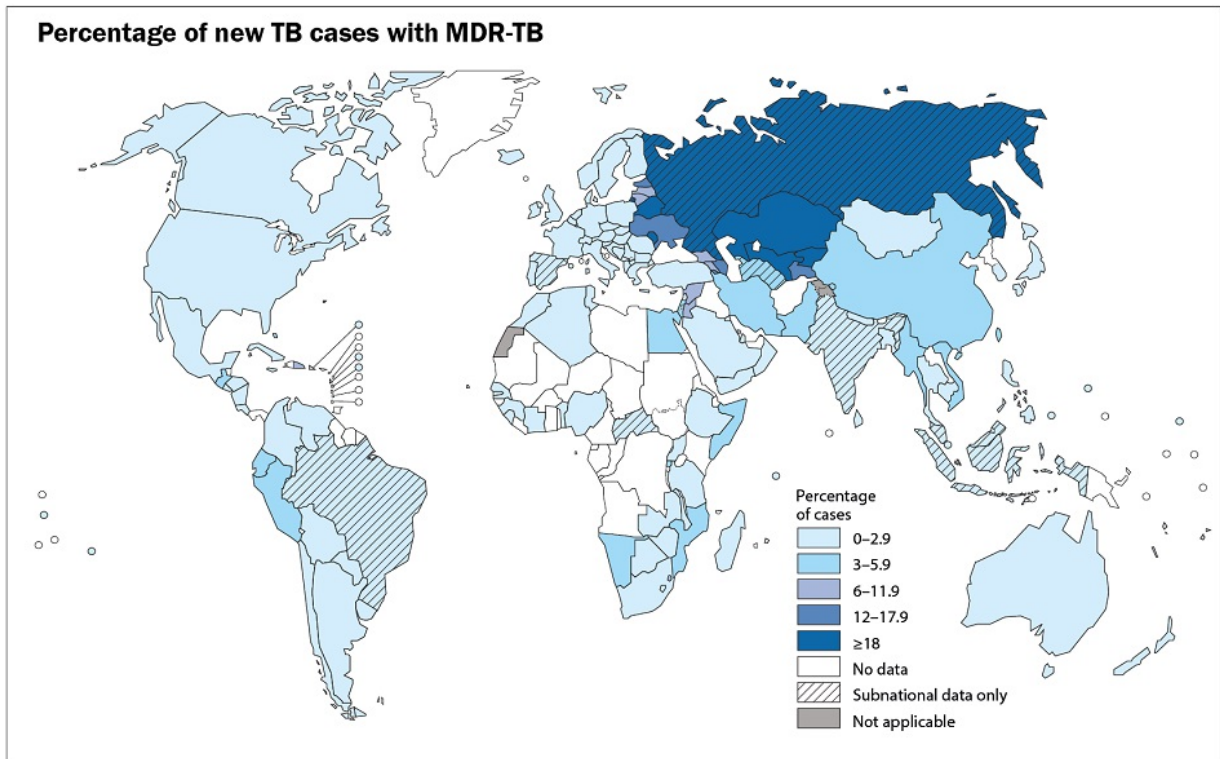 Percentage of new TB cases with MDR-TB
Percentage
of cases
0–2.9
3–5.9
6–11.9
12–17.9
≥18
No data
Subnational data only
Not applicable